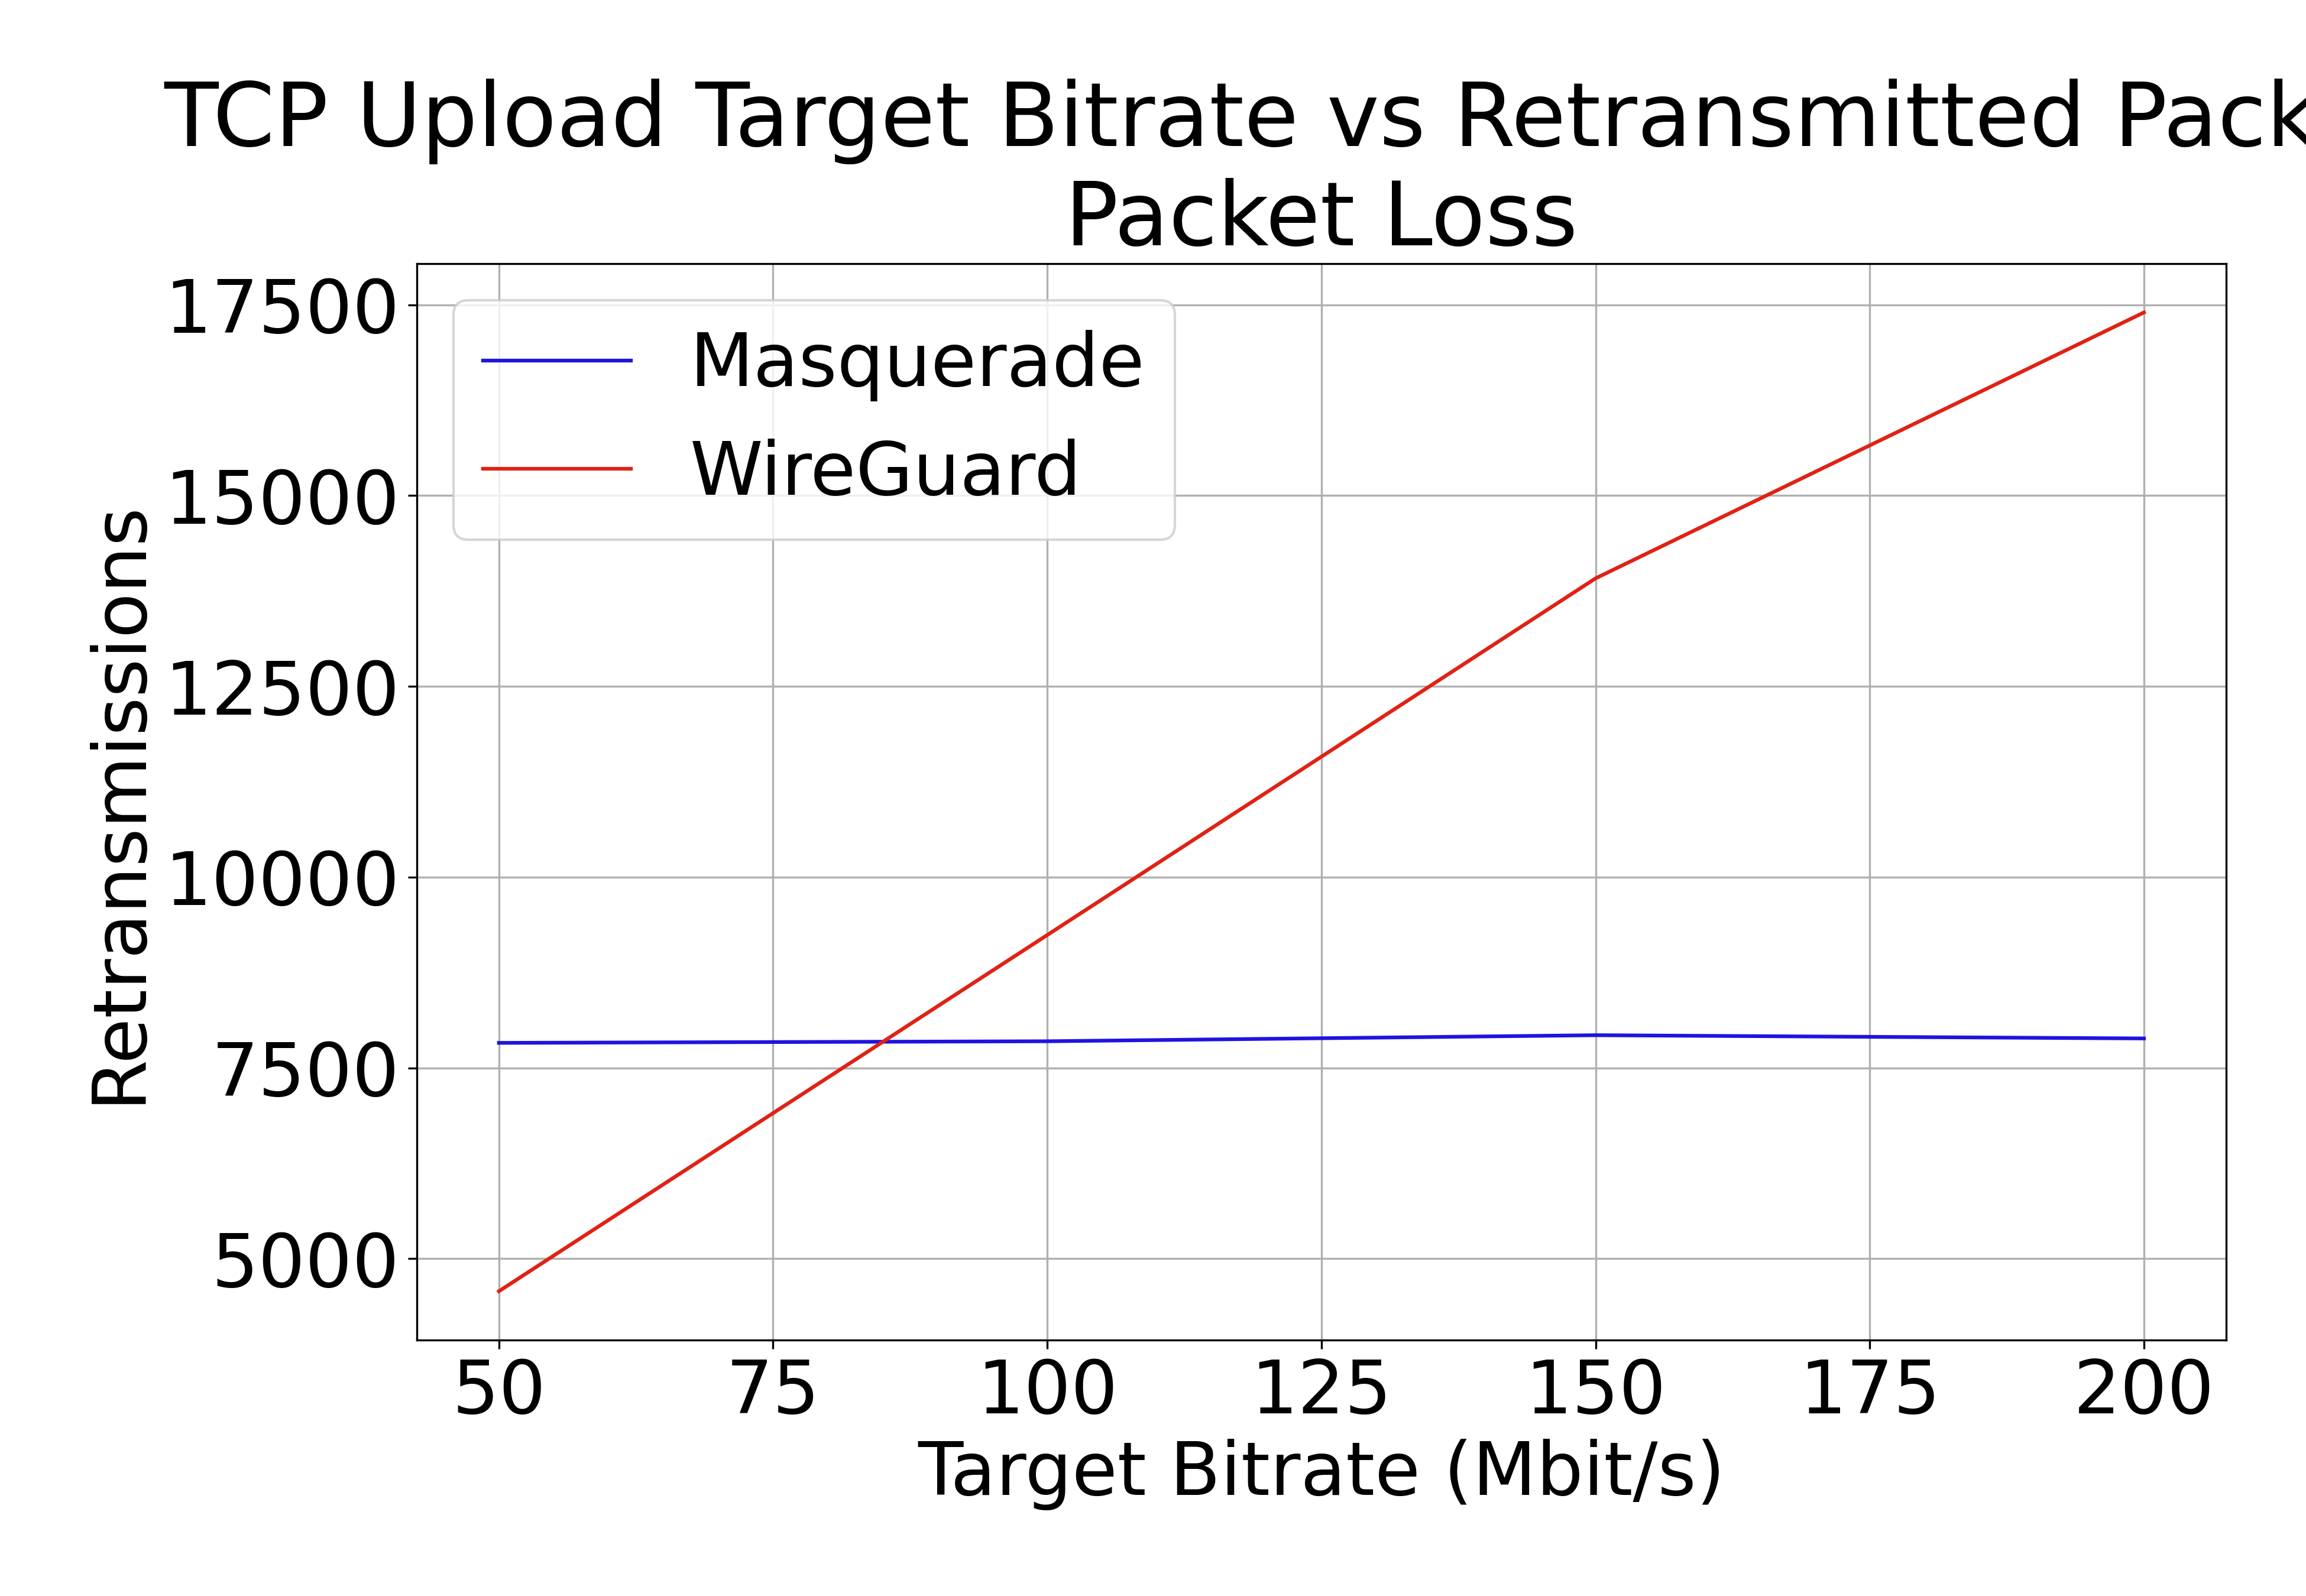 TCP Upload Target Bitrate vs Retransmitted Pack
Packet Loss
17500
15000
12500
10000
7500
5000
Retransmissions
Masquerade
WireGuard
50 75 100 125 150 175 200
Target Bitrate (Mbit/s)